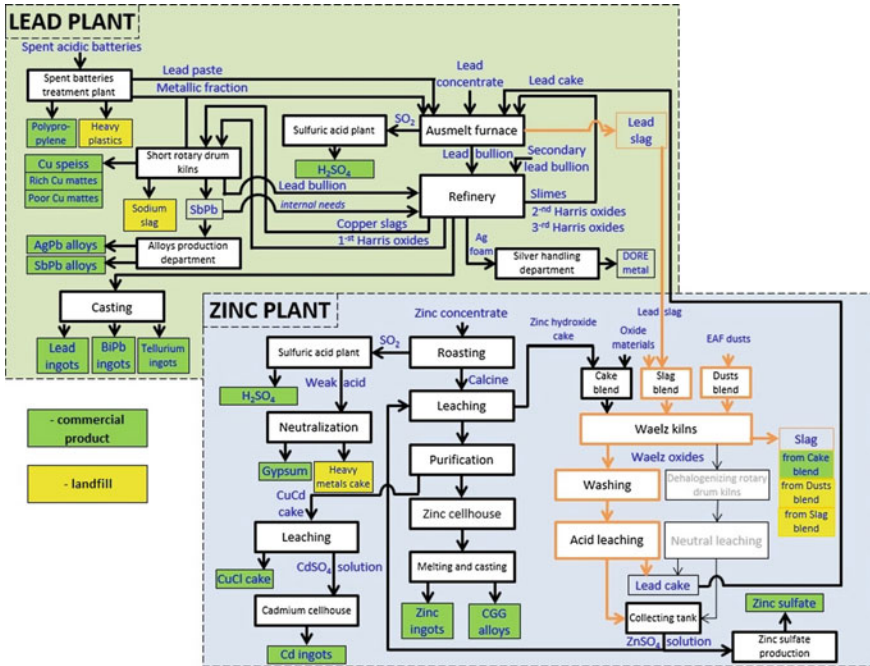 LEAD PLANT
Spent acidic batteries
Spent batteries
treatment plant
Lead paste
Metallic fraction
Lead
concentrate
Lead cake
Polypro-
pylene
Heavy
plastics
Sulfuric acid plant
SO2
Ausmelt furnace
Lead
slag
H2SO4
Cu speiss
Rich Cu mattes
Poor Cu mattes
Short rotary drum
kilns
Lead bullion
Secondary
lead bullion
Lead bullion
Refinery
Slimes
2-nd Harris oxides
3-rd Harris oxides
Sodium
slag
SbPb
internal needs
Copper slags
1-st Harris oxides
AgPb alloys
SbPb alloys
Alloys production
department
Ag
foam
Silver handling
department
DORE
metal
Casting
Lead
ingots
BiPb
ingots
Tellurium
ingots
ZINC PLANT
Zinc concentrate
Zinc hydroxide
cake
Lead slag
Oxide
materials
EAF dusts
Sulfuric acid plant
SO2
Roasting
Cake
blend
Slag
blend
Dusts
blend
Weak acid
Calcine
H2SO4
Leaching
Neutralization
Waelz kilns
Slag
from Cake
blend
from Dusts
blend
from Slag
blend
Gypsum
Heavy
metals cake
Purification
Waelz oxides
Washing
Dehalogenizing rotary
drum kilns
CuCd
cake
Zinc cellhouse
Leaching
Acid leaching
Neutral leaching
CuCl cake
CdSO4 solution
Melting and casting
Lead cake
Cadmium cellhouse
Zinc
ingots
CGG
alloys
Collecting tank
Zinc sulfate
ZnSO4 solution
Zinc sulfate
production
Cd ingots
- commercial
product
- landfill